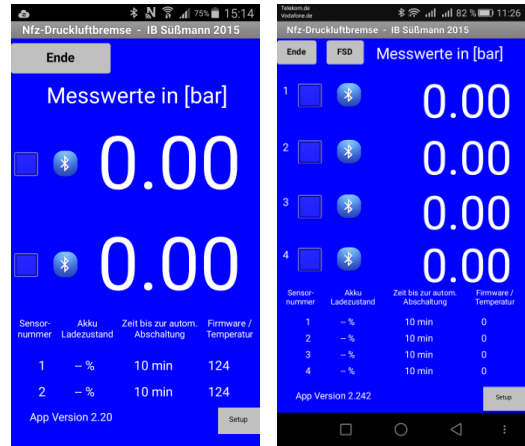 75% 15:14
Nfz-Druckluftbremse - IB Süßmann 2015
Ende
Messwerte in [bar]
0.00
0.00
Sensor- Akku Zeit bis zur autom. Firmware /
nummer Ladezustand Abschaltung Temperatur
1 -- % 10 min 124
2 -- % 10 min 124
App Version 2.20 Setup
Telekom.de
Vodafone.de 82 % 11:26
Nfz-Druckluftbremse - IB Süßmann 2015
Ende FSD Messwerte in [bar]
1 0.00
2 0.00
3 0.00
4 0.00
Sensor- Akku Zeit bis zur autom. Firmware /
nummer Ladezustand Abschaltung Temperatur
1 -- % 10 min 0
2 -- % 10 min 0
3 -- % 10 min 0
4 -- % 10 min 0
App Version 2.242 Setup